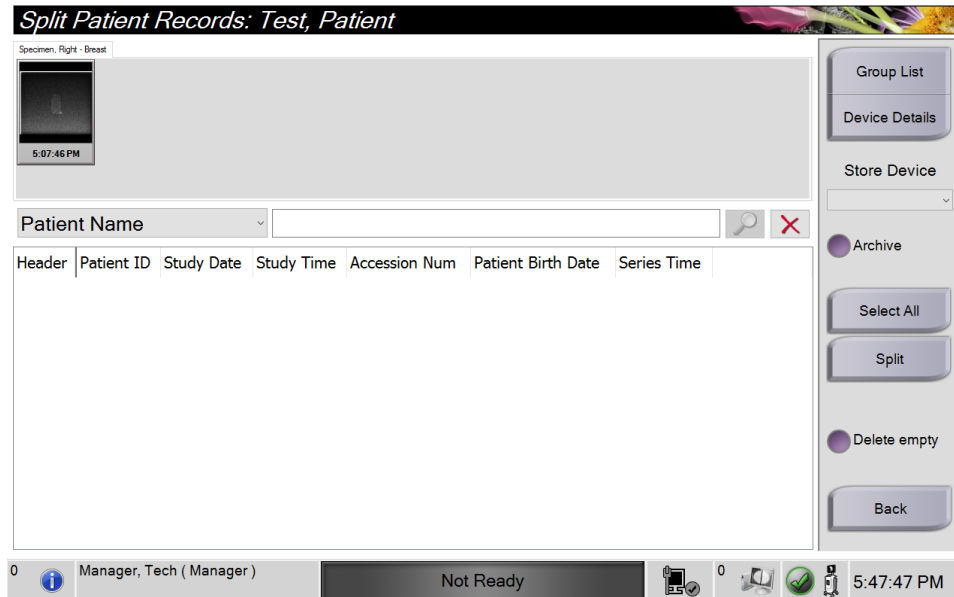 Split Patient Records: Test, Patient
Specimen, Right - Breast
5:07:46 PM
Group List
Device Details
Store Device
Archive
Select All
Split
Delete empty
Back
Patient Name
Header Patient ID Study Date Study Time Accession Num Patient Birth Date Series Time
0 Manager, Tech ( Manager ) Not Ready 0 5:47:47 PM